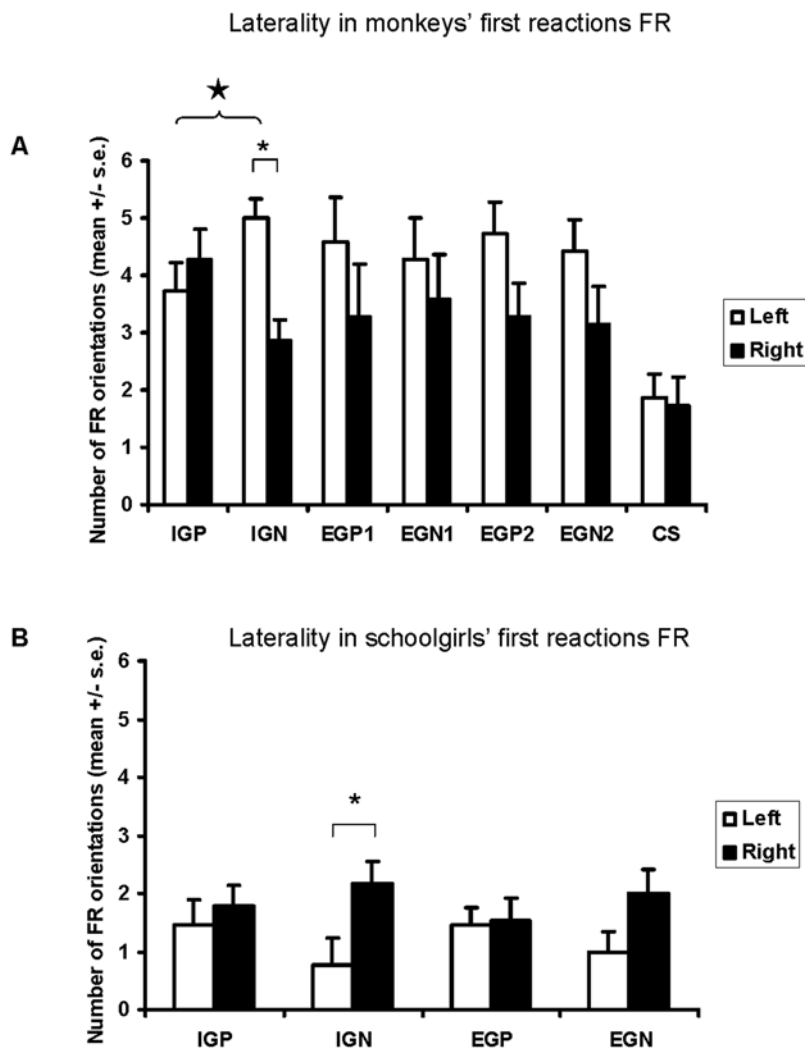 Laterality in monkeys' first reactions FR
★
A
*
Number of FR orientations (mean +/- s.e.)
6
5
4
3
2
1
0
IGP IGN EGP1 EGN1 EGP2 EGN2 CS
Left
Right
B
Laterality in schoolgirls' first reactions FR
Number of FR orientations (mean +/- s.e.)
6
5
4
3
2
1
0
*
IGP IGN EGP EGN
Left
Right